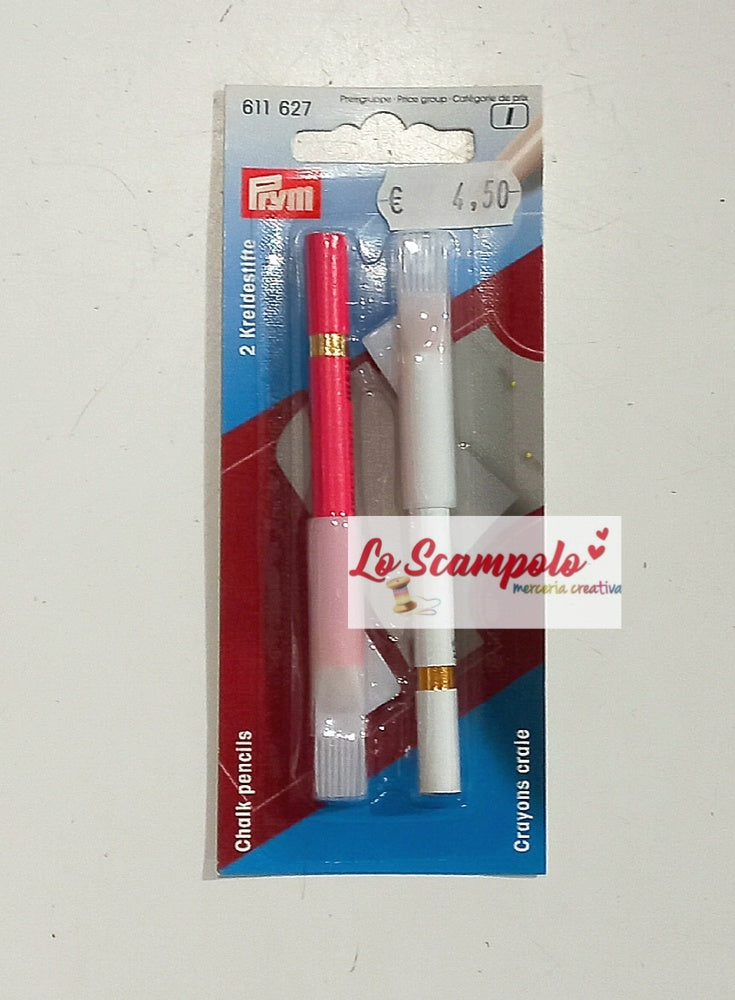 611 627
Preisgruppe · Price group · Catégorie de prix
I
Prym
€ 4,50
2 Kreidestifte
Lo Scampolo
merceria creativa
Chalk pencils
Crayons craie